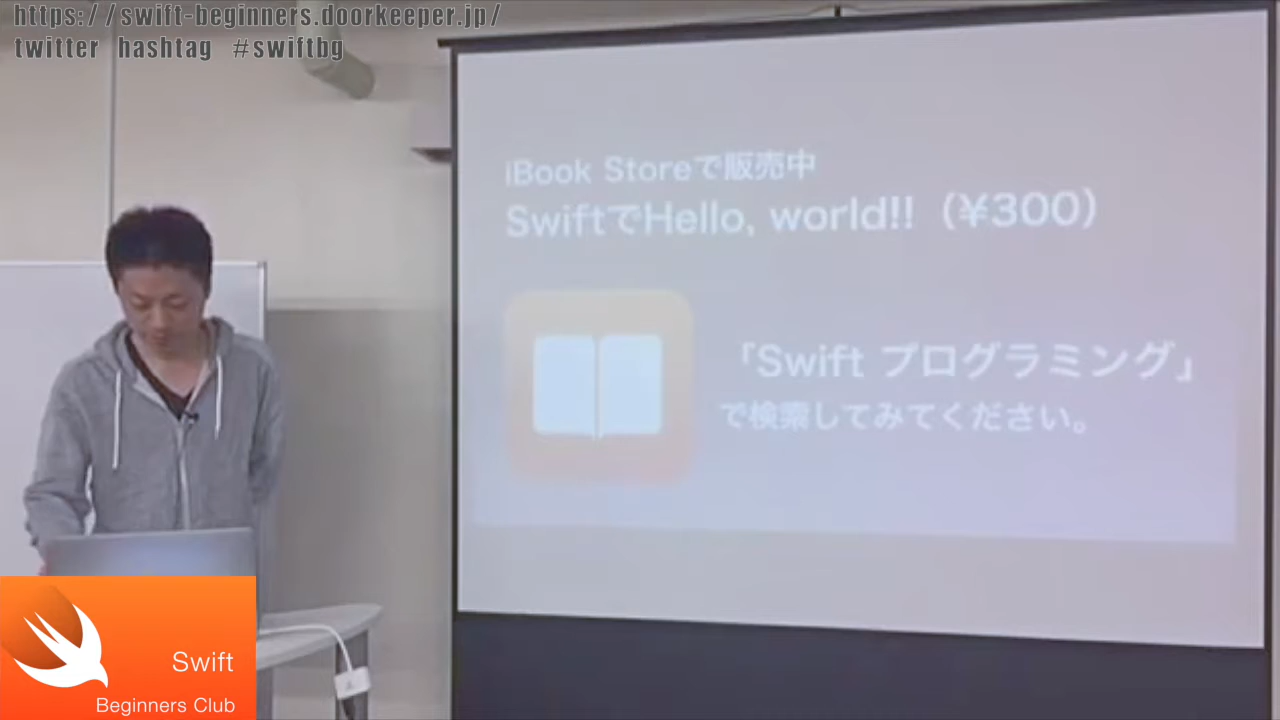 https://swift-beginners.doorkeeper.jp/
twitter hashtag #swiftbg
iBook Storeで販売中
SwiftでHello, world!!（¥300）
「Swift プログラミング」
で検索してみてください。
Swift
Beginners Club